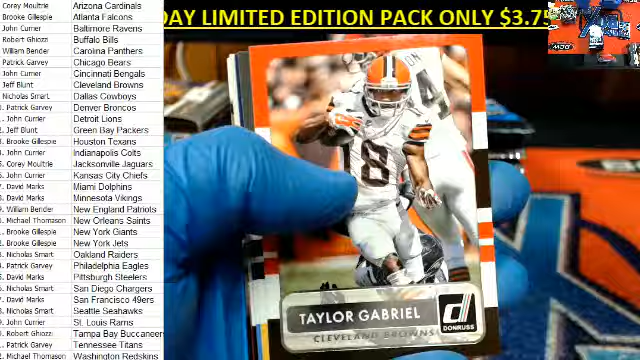 DAY LIMITED EDITION PACK ONLY $3.75
Corey Moultrie Arizona Cardinals
Brooke Gillespie Atlanta Falcons
John Currier Baltimore Ravens
Robert Ghiozzi Buffalo Bills
William Bender Carolina Panthers
Patrick Garvey Chicago Bears
John Currier Cincinnati Bengals
Jeff Blunt Cleveland Browns
Nicholas Smart Dallas Cowboys
Patrick Garvey Denver Broncos
John Currier Detroit Lions
Jeff Blunt Green Bay Packers
Brooke Gillespie Houston Texans
John Currier Indianapolis Colts
Corey Moultrie Jacksonville Jaguars
John Currier Kansas City Chiefs
David Marks Miami Dolphins
David Marks Minnesota Vikings
William Bender New England Patriots
Michael Thomason New Orleans Saints
Brooke Gillespie New York Giants
Brooke Gillespie New York Jets
Nicholas Smart Oakland Raiders
Patrick Garvey Philadelphia Eagles
David Marks Pittsburgh Steelers
Nicholas Smart San Diego Chargers
David Marks San Francisco 49ers
Nicholas Smart Seattle Seahawks
John Currier St. Louis Rams
Robert Ghiozzi Tampa Bay Buccaneers
Patrick Garvey Tennessee Titans
Michael Thomason Washington Redskins
8
TAYLOR GABRIEL
CLEVELAND BROWNS
DONRUSS